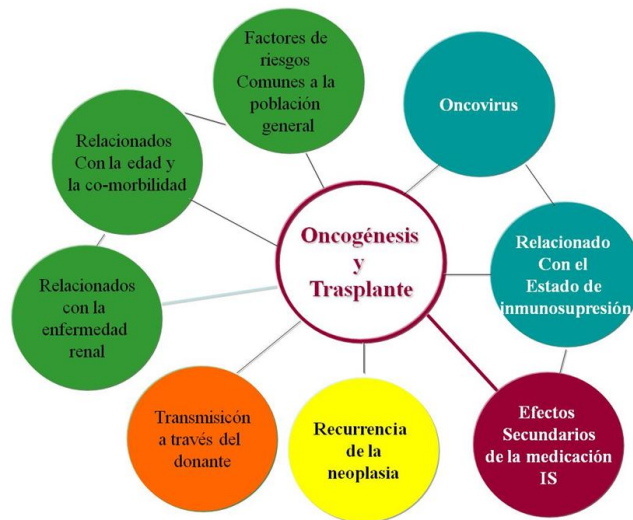 Factores de
riesgos
Comunes a la
población
general
Oncovirus
Relacionados
Con la edad y
la co-morbilidad
Oncogénesis
y
Trasplante
Relacionado
Con el
Estado de
inmunosupresión
Relacionados
con la
enfermedad
renal
Transmisicón
a través del
donante
Recurrencia
de la
neoplasia
Efectos
Secundarios
de la medicación
IS